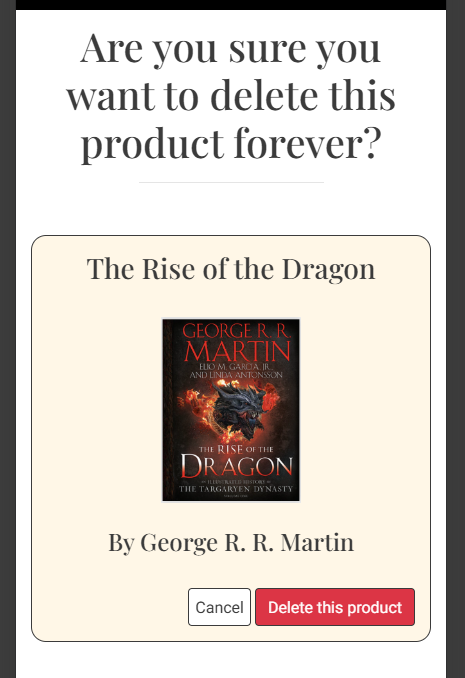 Are you sure you
want to delete this
product forever?
The Rise of the Dragon
GEORGE R. R.
MARTIN
ELIO M. GARCÍA, JR.,
AND LINDA ANTONSSON
THE RISE OF THE
DRAGON
AN ILLUSTRATED HISTORY OF
THE TARGARYEN DYNASTY
By George R. R. Martin
Cancel
Delete this product